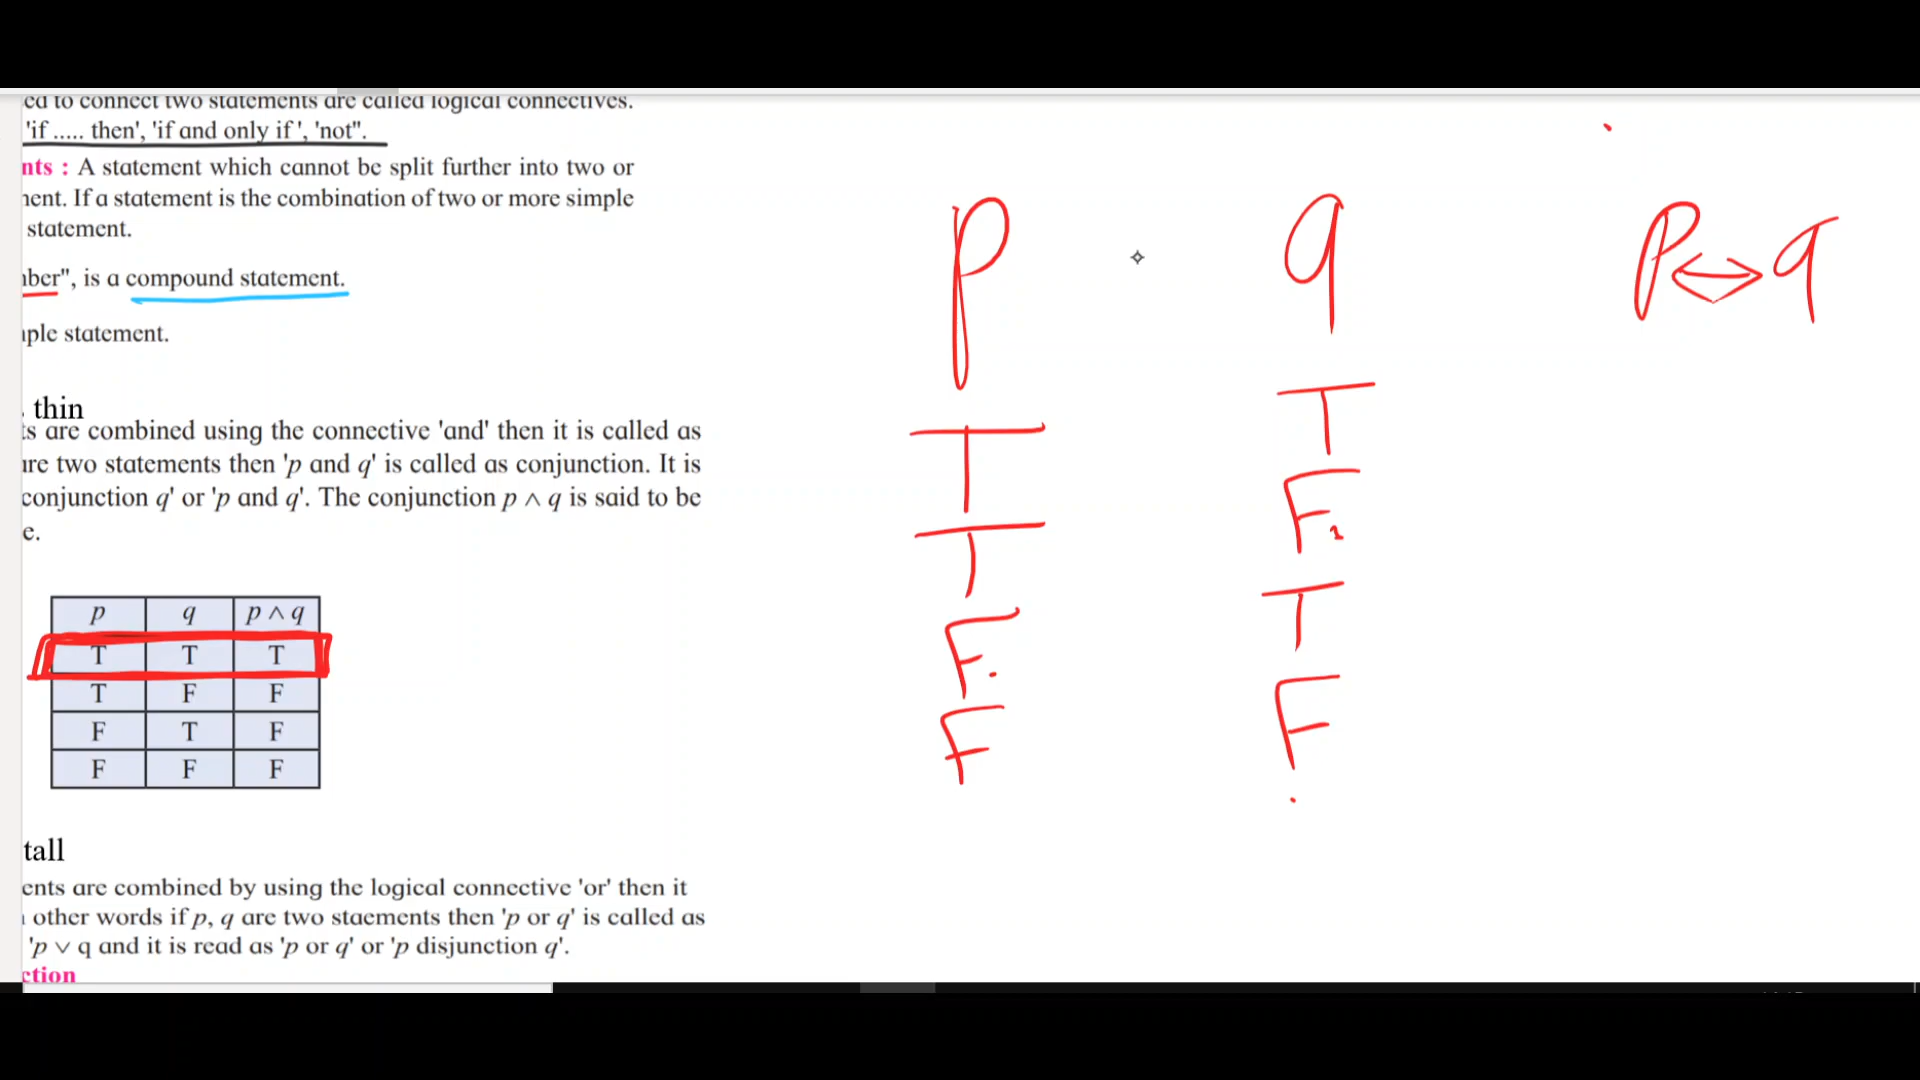 ed to connect two statements are called logical connectives.
'if ..... then', 'if and only if ', 'not".
nts : A statement which cannot be split further into two or
nent. If a statement is the combination of two or more simple
statement.
nber", is a compound statement.
nple statement.
. thin
ts are combined using the connective 'and' then it is called as
are two statements then 'p and q' is called as conjunction. It is
conjunction q' or 'p and q'. The conjunction p ∧ q is said to be
e.
p q p ∧ q
T T T
T F F
F T F
F F F
tall
ents are combined by using the logical connective 'or' then it
other words if p, q are two staements then 'p or q' is called as
'p ∨ q and it is read as 'p or q' or 'p disjunction q'.
ction
p q p ↔ q
T T
T F
F T
F F